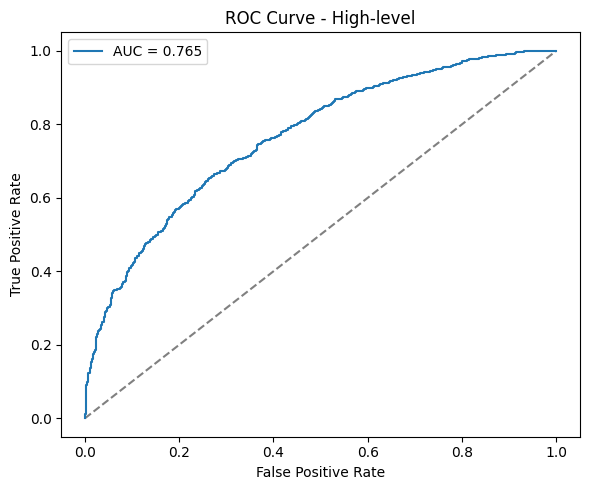 ROC Curve - High-level
AUC = 0.765
True Positive Rate
1.0
0.8
0.6
0.4
0.2
0.0
0.0 0.2 0.4 0.6 0.8 1.0
False Positive Rate